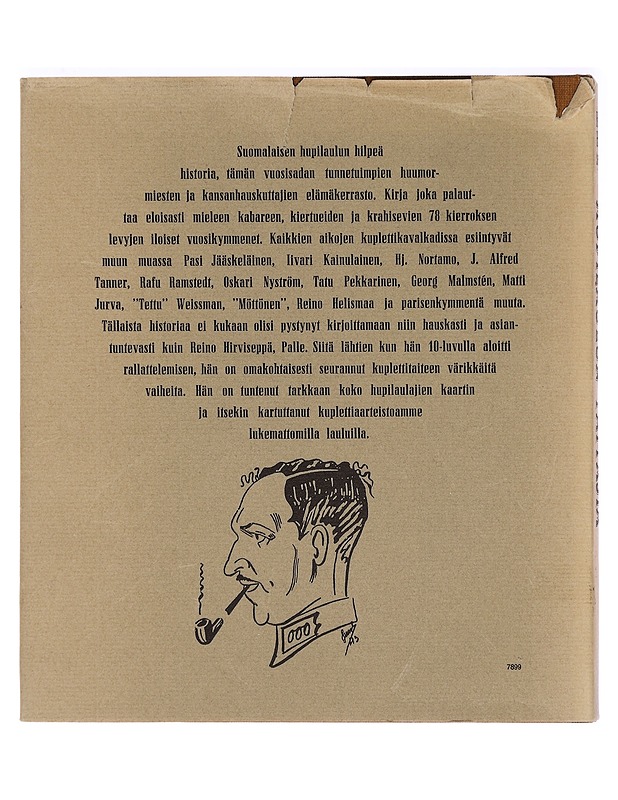 Suomalaisen hupilaulun hilpeä
historia, tämän vuosisadan tunnetuimpien huumor-
miesten ja kansanhauskuttajien elämäkerrasto. Kirja joka palaut-
taa eloisasti mieleen kabareen, kiertueiden ja krahisevien 78 kierroksen
levyjen iloiset vuosikymmenet. Kaikkien aikojen kuplettikavalkadissa esiintyvät
muun muassa Pasi Jääskeläinen, Iivari Kainulainen, Hj. Nortamo, J. Alfred
Tanner, Rafu Ramstedt, Oskari Nyström, Tatu Pekkarinen, Georg Malmstén, Matti
Jurva, "Tettu" Weissman, "Möttönen", Reino Helismaa ja parisenkymmentä muuta.
Tällaista historiaa ei kukaan olisi pystynyt kirjoittamaan niin hauskasti ja asian-
tuntevasti kuin Reino Hirviseppä, Palle. Siitä lähtien kun hän 10-luvulla aloitti
rallattelemisen, hän on omakohtaisesti seurannut kuplettitaiteen värikkäitä
vaiheita. Hän on tuntenut tarkkaan koko hupilaulajien kaartin
ja itsekin kartuttanut kuplettiaarteistoamme
lukemattomilla lauluilla.
7899